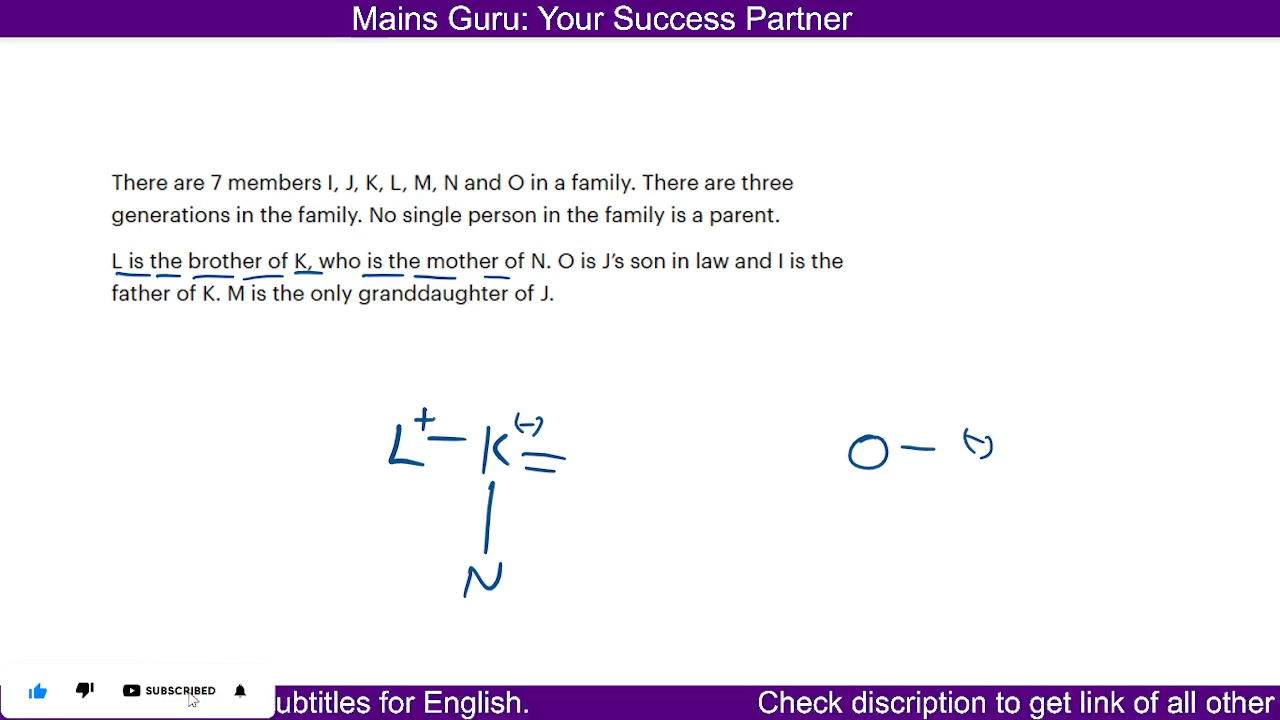 Mains Guru: Your Success Partner
There are 7 members I, J, K, L, M, N and O in a family. There are three
generations in the family. No single person in the family is a parent.
L is the brother of K, who is the mother of N. O is J's son in law and I is the
father of K. M is the only granddaughter of J.
L + — K (-) =
O — (-)
N
SUBSCRIBED
ubtitles for English.
Check discription to get link of all other